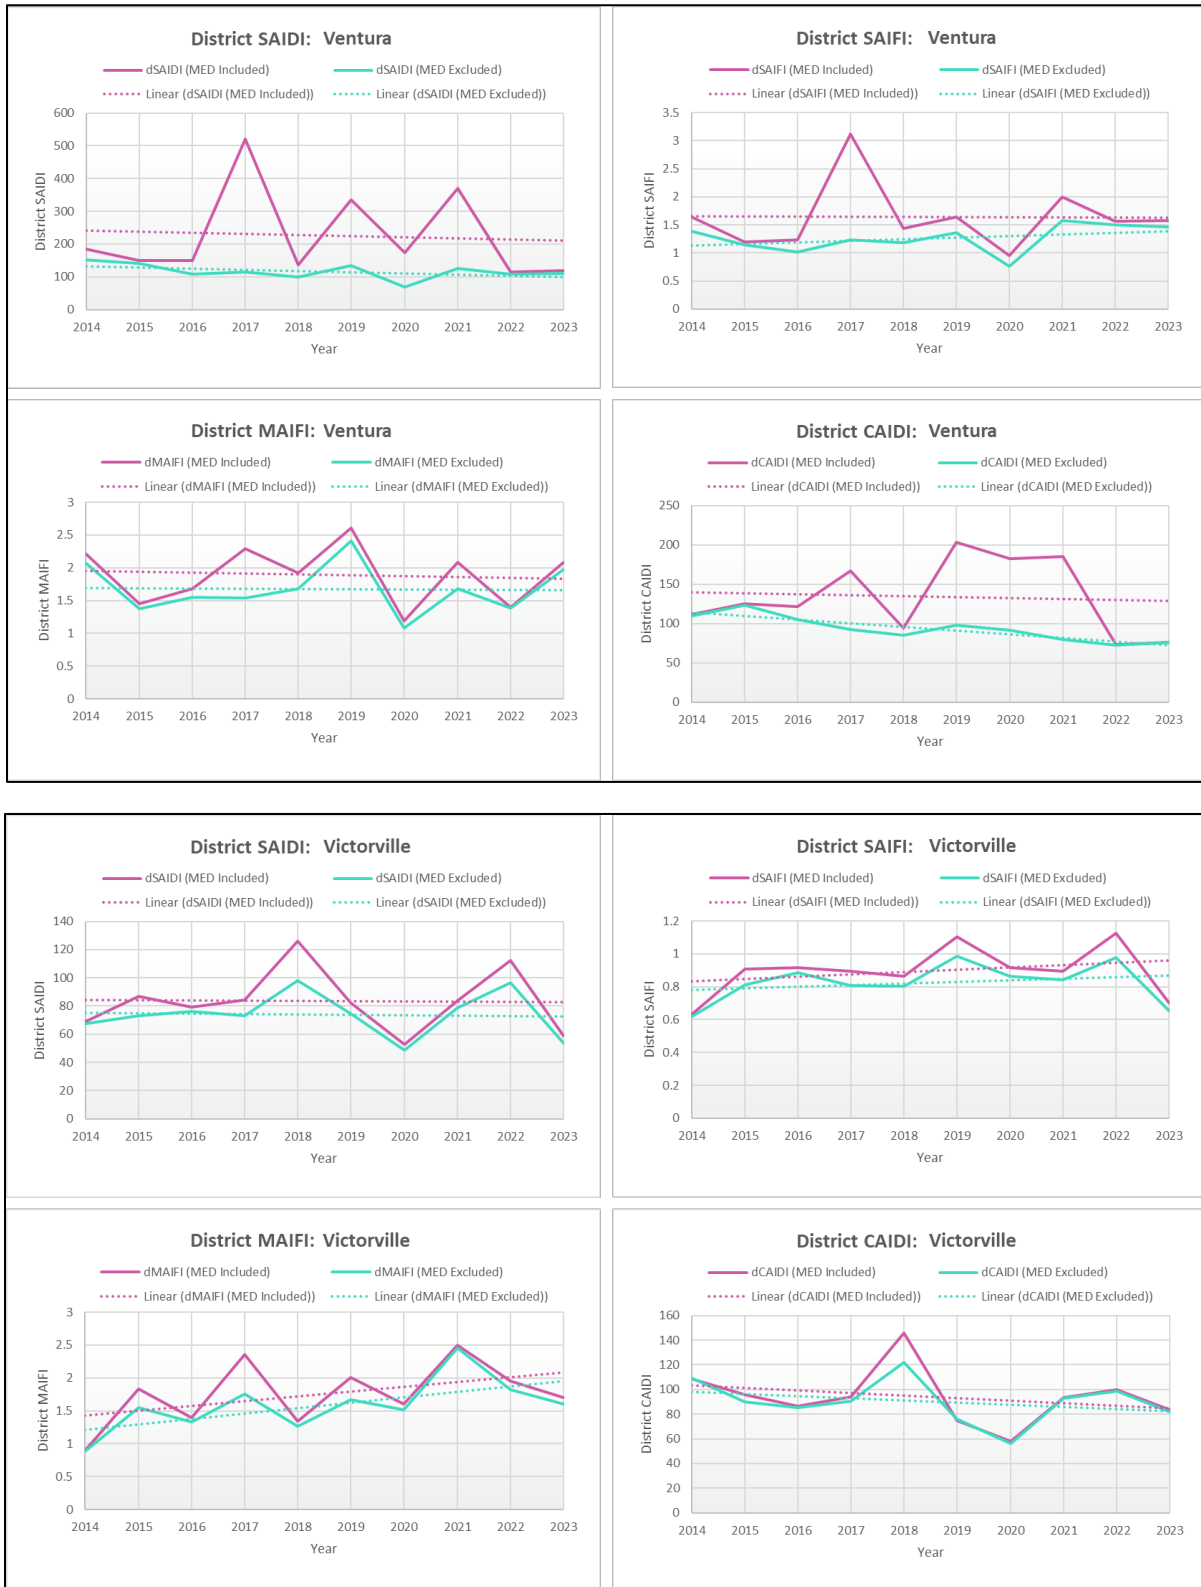 District SAIDI: Ventura
dSAIDI (MED Included)
dSAIDI (MED Excluded)
Linear (dSAIDI (MED Included))
Linear (dSAIDI (MED Excluded))
District SAIDI
600
500
400
300
200
100
0
2014 2015 2016 2017 2018 2019 2020 2021 2022 2023
Year
District SAIFI: Ventura
dSAIFI (MED Included)
dSAIFI (MED Excluded)
Linear (dSAIFI (MED Included))
Linear (dSAIFI (MED Excluded))
District SAIFI
3.5
3
2.5
2
1.5
1
0.5
0
2014 2015 2016 2017 2018 2019 2020 2021 2022 2023
Year
District MAIFI: Ventura
dMAIFI (MED Included)
dMAIFI (MED Excluded)
Linear (dMAIFI (MED Included))
Linear (dMAIFI (MED Excluded))
District MAIFI
3
2.5
2
1.5
1
0.5
0
2014 2015 2016 2017 2018 2019 2020 2021 2022 2023
Year
District CAIDI: Ventura
dCAIDI (MED Included)
dCAIDI (MED Excluded)
Linear (dCAIDI (MED Included))
Linear (dCAIDI (MED Excluded))
District CAIDI
250
200
150
100
50
0
2014 2015 2016 2017 2018 2019 2020 2021 2022 2023
Year
District SAIDI: Victorville
dSAIDI (MED Included)
dSAIDI (MED Excluded)
Linear (dSAIDI (MED Included))
Linear (dSAIDI (MED Excluded))
District SAIDI
140
120
100
80
60
40
20
0
2014 2015 2016 2017 2018 2019 2020 2021 2022 2023
Year
District SAIFI: Victorville
dSAIFI (MED Included)
dSAIFI (MED Excluded)
Linear (dSAIFI (MED Included))
Linear (dSAIFI (MED Excluded))
District SAIFI
1.2
1
0.8
0.6
0.4
0.2
0
2014 2015 2016 2017 2018 2019 2020 2021 2022 2023
Year
District MAIFI: Victorville
dMAIFI (MED Included)
dMAIFI (MED Excluded)
Linear (dMAIFI (MED Included))
Linear (dMAIFI (MED Excluded))
District MAIFI
3
2.5
2
1.5
1
0.5
0
2014 2015 2016 2017 2018 2019 2020 2021 2022 2023
Year
District CAIDI: Victorville
dCAIDI (MED Included)
dCAIDI (MED Excluded)
Linear (dCAIDI (MED Included))
Linear (dCAIDI (MED Excluded))
District CAIDI
160
140
120
100
80
60
40
20
0
2014 2015 2016 2017 2018 2019 2020 2021 2022 2023
Year